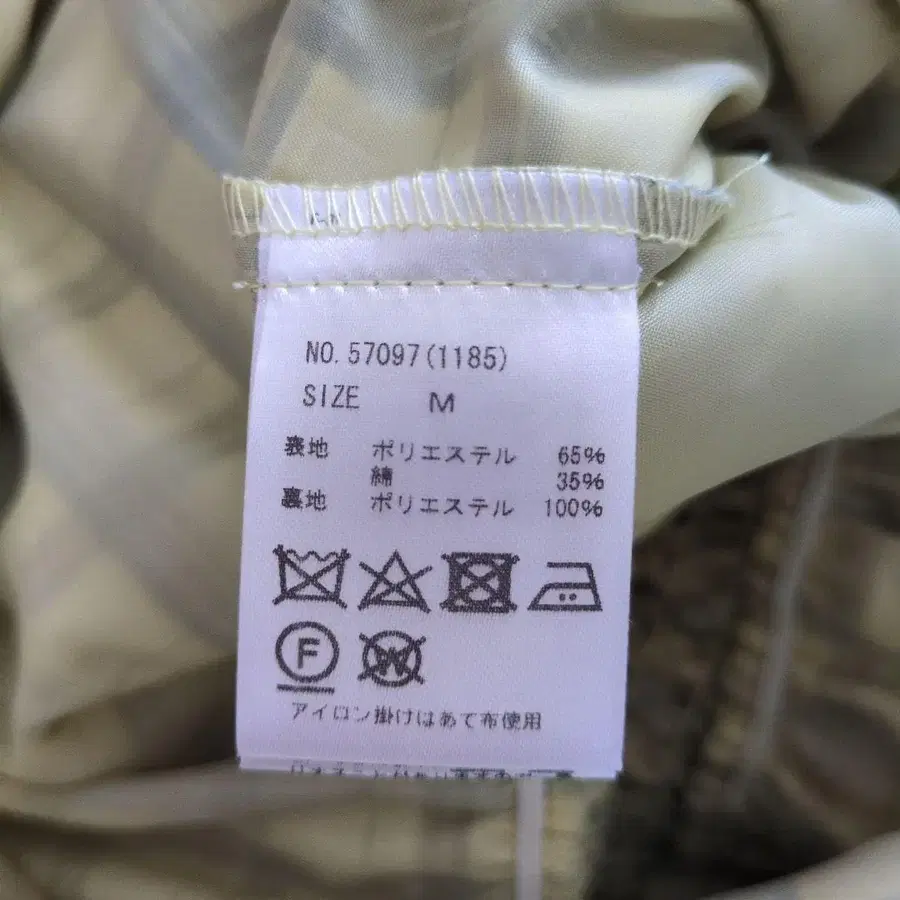 NO. 57097(1185)
SIZE M
表地 ポリエステル 65%
綿 35%
裏地 ポリエステル 100%
F
W
アイロン掛けはあて布使用